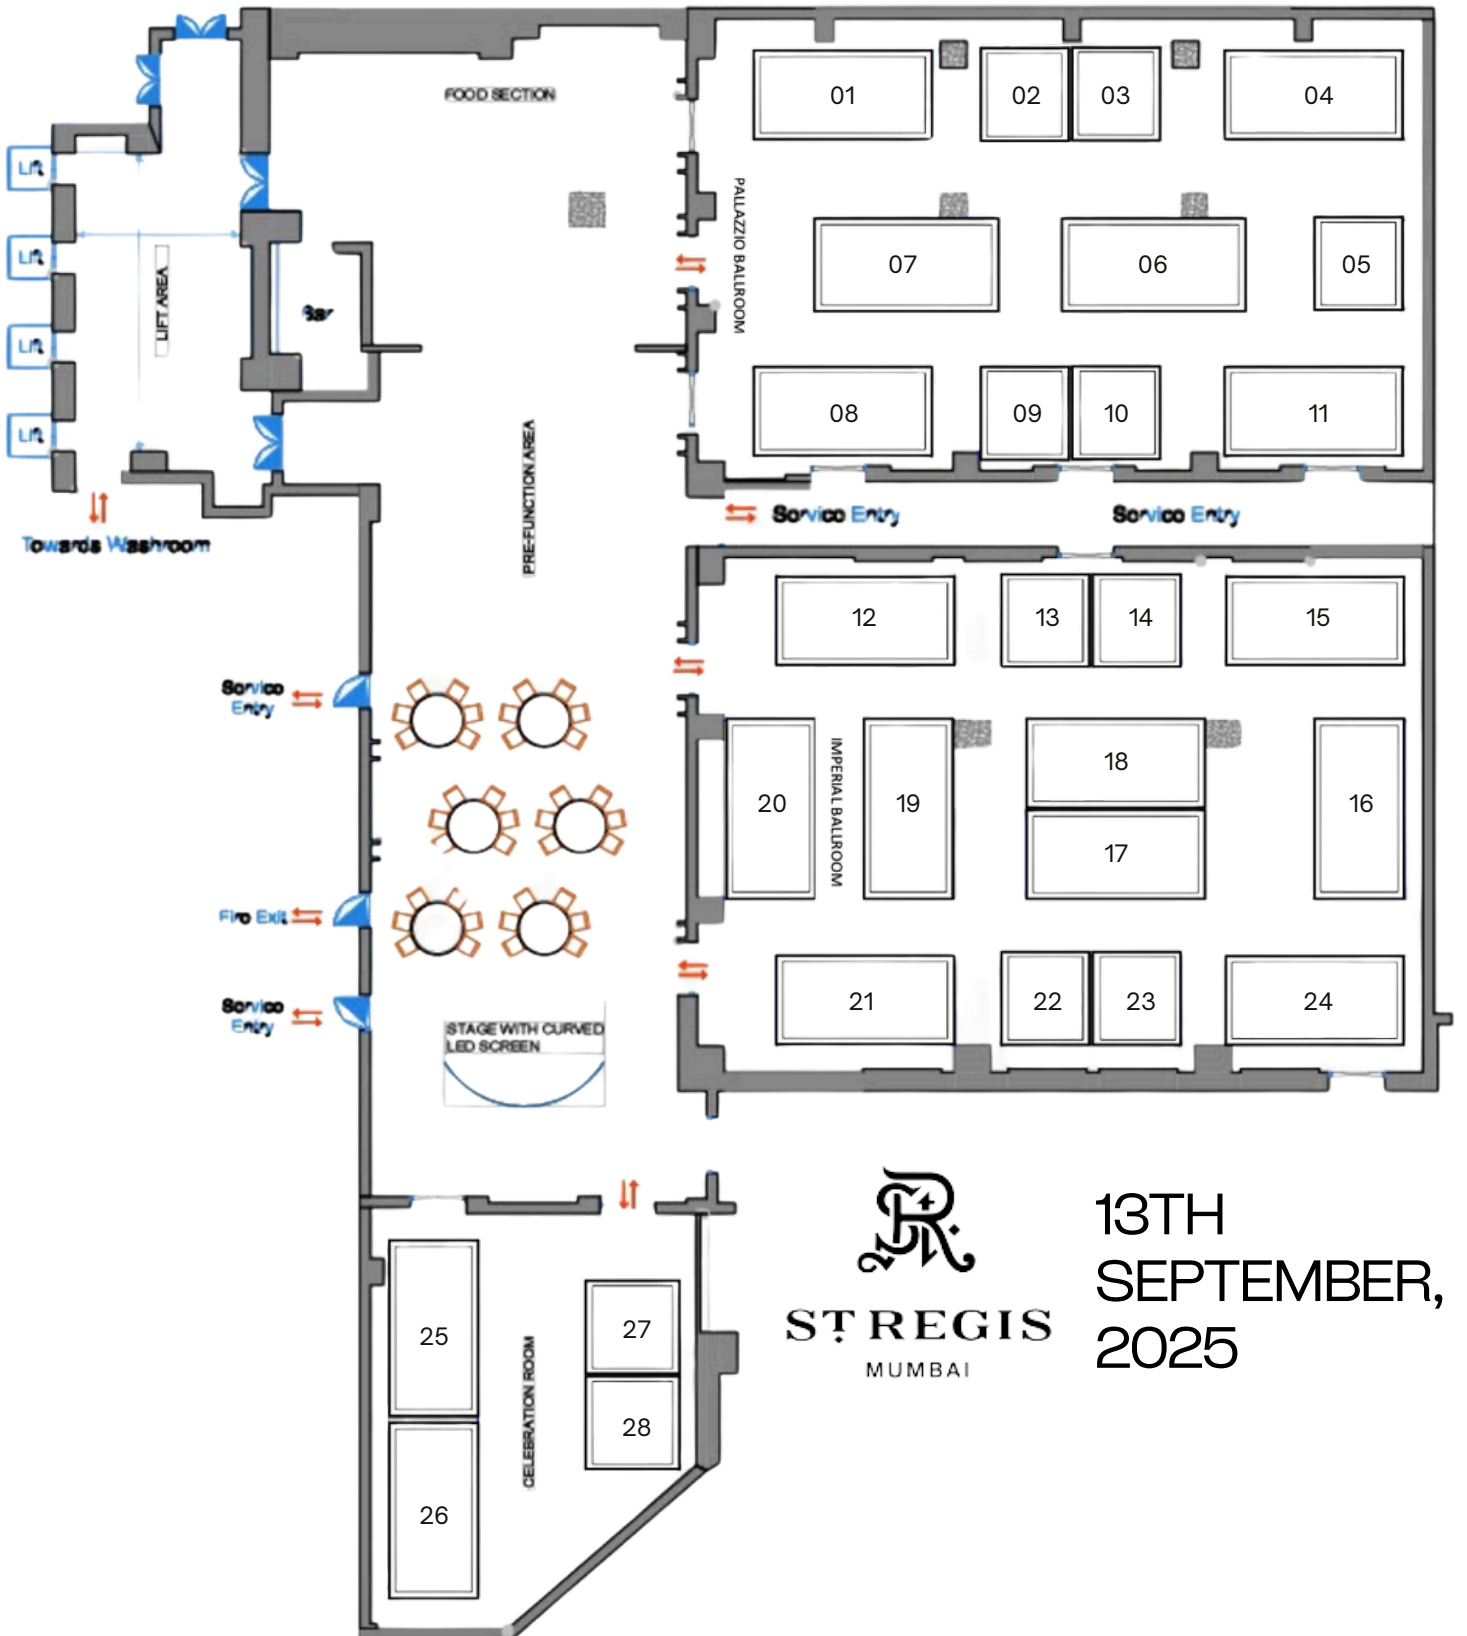 FOOD SECTION
01
02
03
04
Lift
PALLAZZIO BALLROOM
07
06
05
Lift
LIFT AREA
Bar
Lift
08
09
10
11
Lift
PRE-FUNCTION AREA
Service Entry
Service Entry
Towards Washroom
12
13
14
15
Service
Entry
18
20
IMPERIAL BALLROOM
19
16
17
Fire Exit
21
22
23
24
Service
Entry
STAGE WITH CURVED
LED SCREEN
ST REGIS
MUMBAI
13TH
SEPTEMBER,
2025
25
27
CELEBRATION ROOM
28
26